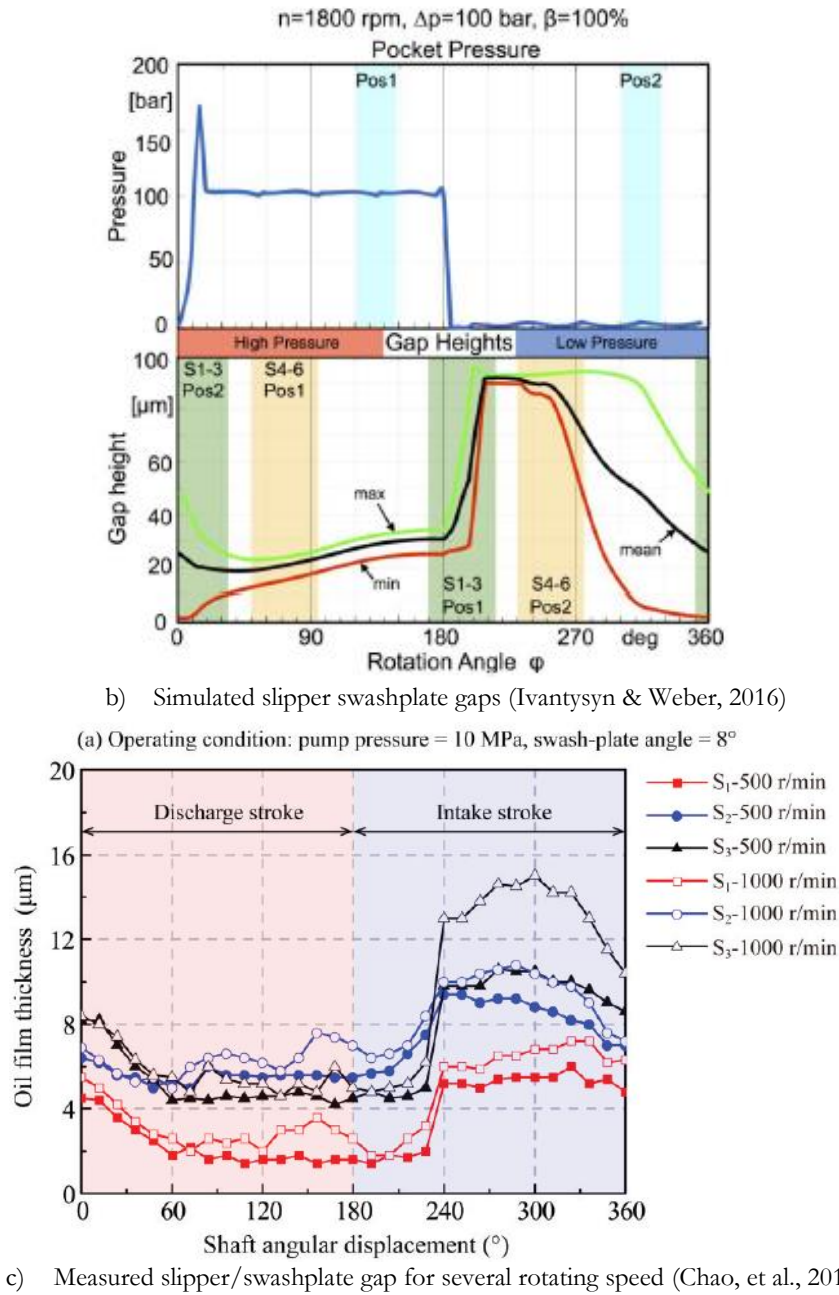 n=1800 rpm, Δp=100 bar, β=100%
Pocket Pressure
200
[bar]
150
100
50
0
Pressure
Pos1
Pos2
High Pressure
Gap Heights
Low Pressure
100
[µm]
80
60
40
20
0
Gap height
S1-3
Pos2
S4-6
Pos1
max
min
S1-3
Pos1
S4-6
Pos2
mean
0 90 180 270 deg 360
Rotation Angle φ
b) Simulated slipper swashplate gaps (Ivantysyn & Weber, 2016)
(a) Operating condition: pump pressure = 10 MPa, swash-plate angle = 8°
20
16
12
8
4
0
Oil film thickness (µm)
Discharge stroke
Intake stroke
S₁-500 r/min
S₂-500 r/min
S₃-500 r/min
S₁-1000 r/min
S₂-1000 r/min
S₃-1000 r/min
0 60 120 180 240 300 360
Shaft angular displacement (°)
c) Measured slipper/swashplate gap for several rotating speed (Chao, et al., 201